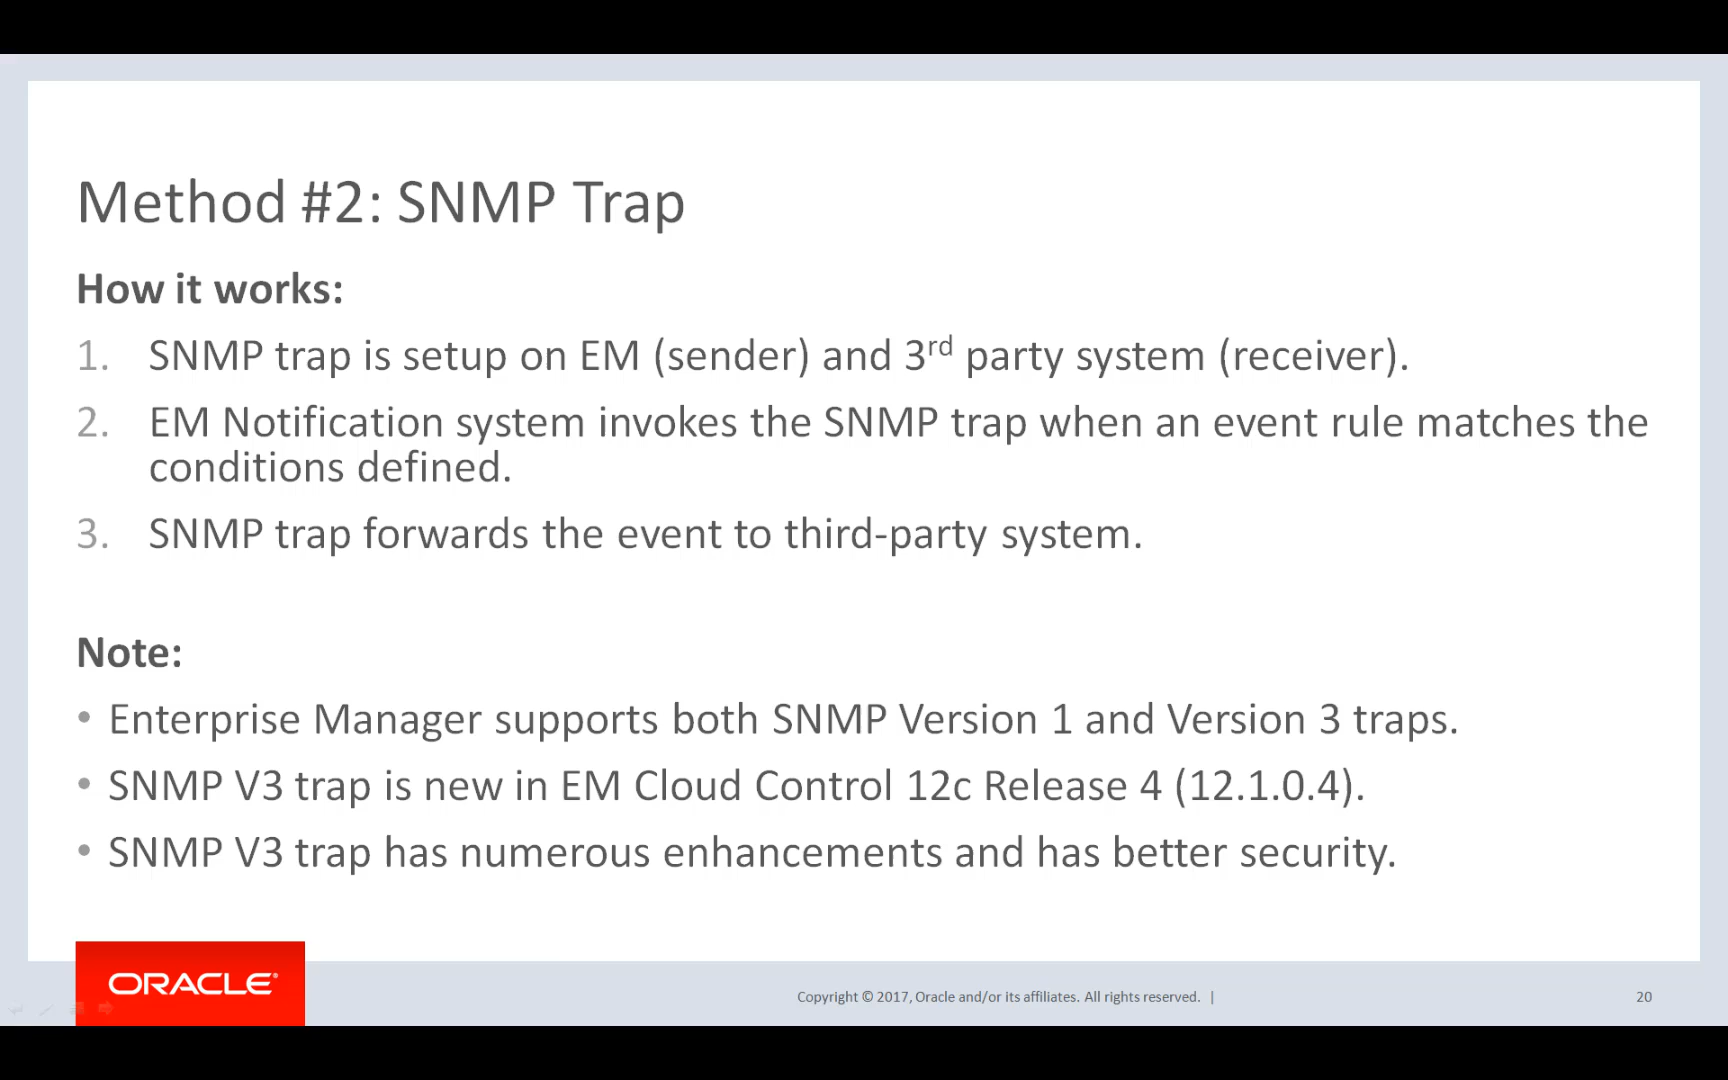 Method #2: SNMP Trap
How it works:
1. SNMP trap is setup on EM (sender) and 3rd party system (receiver).
2. EM Notification system invokes the SNMP trap when an event rule matches the
conditions defined.
3. SNMP trap forwards the event to third-party system.
Note:
• Enterprise Manager supports both SNMP Version 1 and Version 3 traps.
• SNMP V3 trap is new in EM Cloud Control 12c Release 4 (12.1.0.4).
• SNMP V3 trap has numerous enhancements and has better security.
ORACLE®
Copyright © 2017, Oracle and/or its affiliates. All rights reserved. |
20